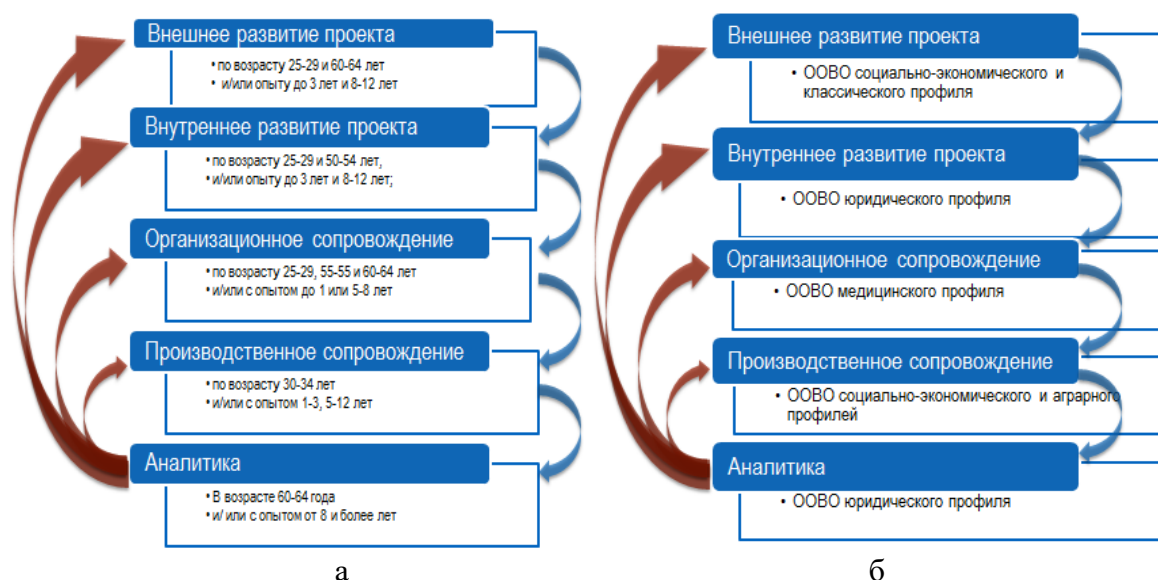 Внешнее развитие проекта
• по возрасту 25-29 и 60-64 лет
• и/или опыту до 3 лет и 8-12 лет
Внутреннее развитие проекта
• по возрасту 25-29 и 50-54 лет,
• и/или опыту до 3 лет и 8-12 лет;
Организационное сопровождение
• по возрасту 25-29, 55-55 и 60-64 лет
• и/или с опытом до 1 или 5-8 лет
Производственное сопровождение
• по возрасту 30-34 лет
• и/или с опытом 1-3, 5-12 лет
Аналитика
• В возрасте 60-64 года
• и/ или с опытом от 8 и более лет
а
Внешнее развитие проекта
• ООВО социально-экономического и
классического профиля
Внутреннее развитие проекта
• ООВО юридического профиля
Организационное сопровождение
• ООВО медицинского профиля
Производственное сопровождение
• ООВО социально-экономического и аграрного
профилей
Аналитика
• ООВО юридического профиля
б